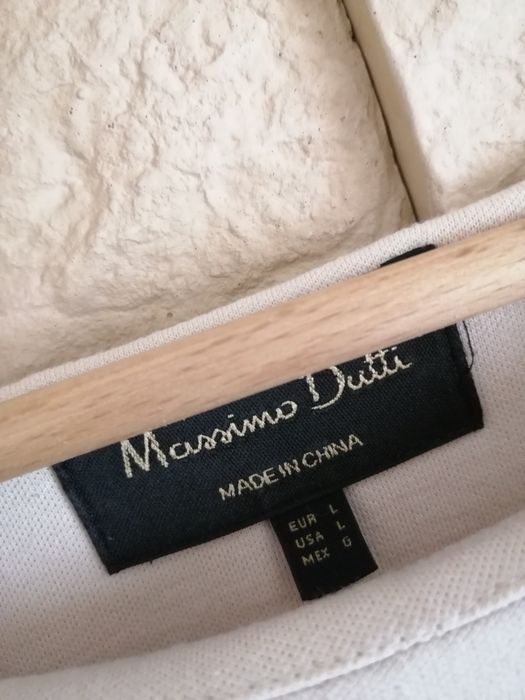 Massimo Dutti
MADE IN CHINA
EUR L
USA L
MEX G